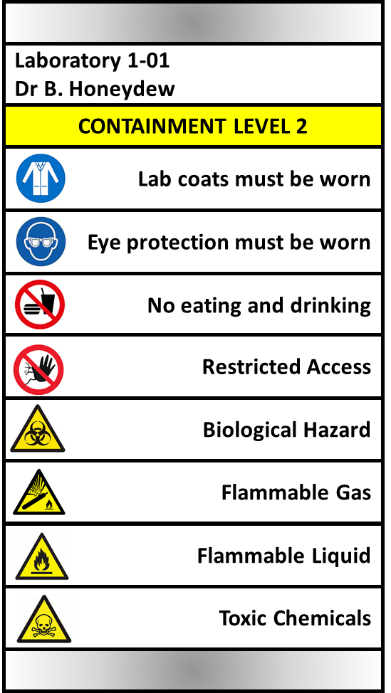 Laboratory 1-01
Dr B. Honeydew
CONTAINMENT LEVEL 2
Lab coats must be worn
Eye protection must be worn
No eating and drinking
Restricted Access
Biological Hazard
Flammable Gas
Flammable Liquid
Toxic Chemicals